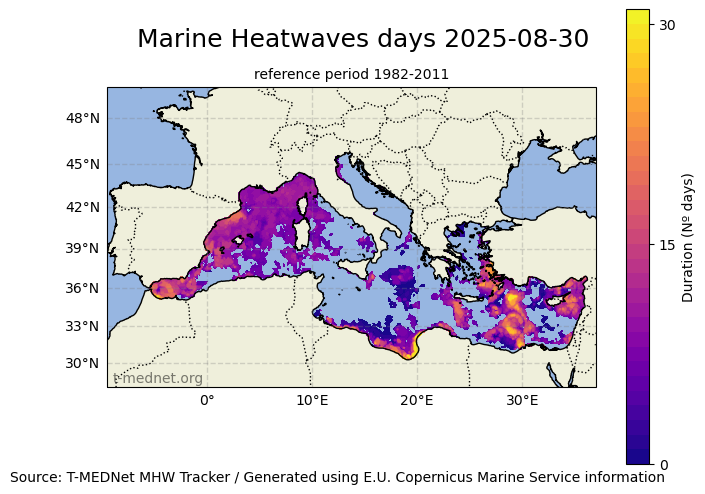 Marine Heatwaves days 2025-08-30
reference period 1982-2011
30
15
0
Duration (Nº days)
48°N
45°N
42°N
39°N
36°N
33°N
30°N
t-mednet.org
0°
10°E
20°E
30°E
Source: T-MEDNet MHW Tracker / Generated using E.U. Copernicus Marine Service information